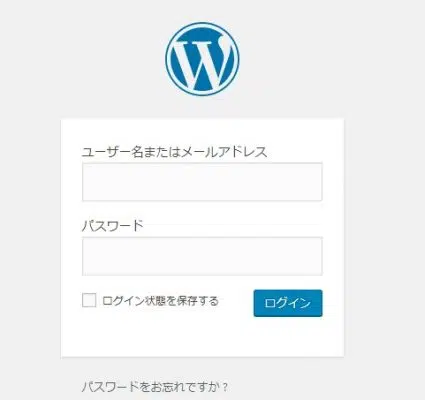 ユーザー名またはメールアドレス
パスワード
ログイン状態を保存する
ログイン
パスワードをお忘れですか ?